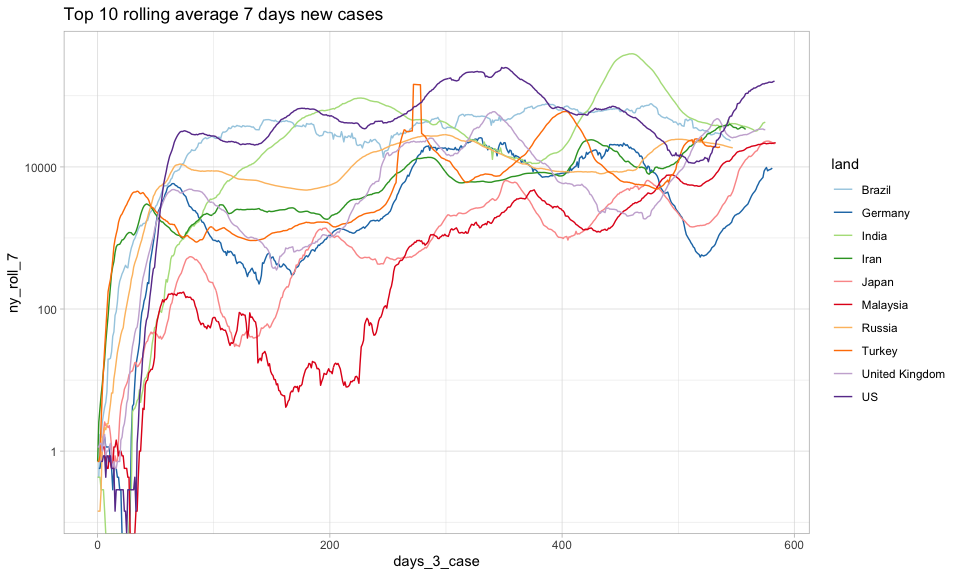 Top 10 rolling average 7 days new cases
ny_roll_7
10000
100
1
0
200
400
600
days_3_case
land
Brazil
Germany
India
Iran
Japan
Malaysia
Russia
Turkey
United Kingdom
US